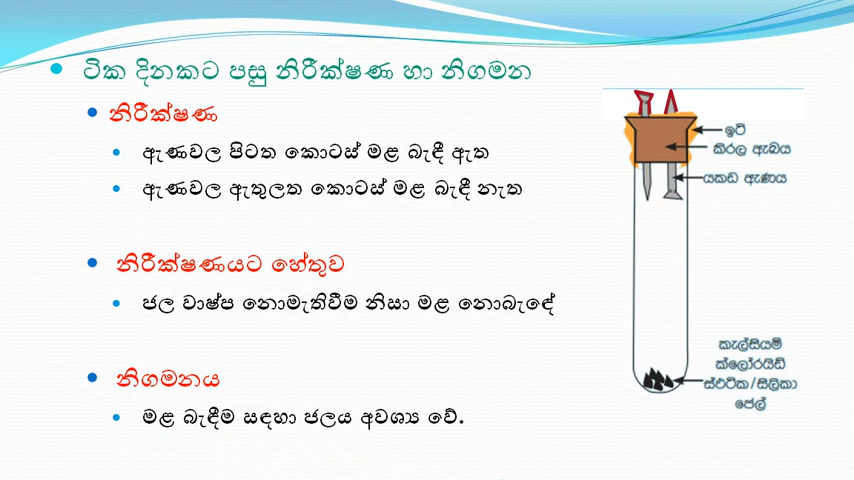 ටික දිනකට පසු නිරීක්ෂණ හා නිගමන
නිරීක්ෂණ
ඇණවල පිටත කොටස් මළ බැඳී ඇත
ඇණවල ඇතුලත කොටස් මළ බැඳී නැත
නිරීක්ෂණයට හේතුව
ජල වාෂ්ප නොමැතිවීම නිසා මළ නොබැඳේ
නිගමනය
මළ බැඳීම සඳහා ජලය අවශ්‍ය වේ.
ඉටි
කිරල ඇබය
යකඩ ඇණය
කැල්සියම්
ක්ලෝරයිඩ්
ස්ඵටික/සිලිකා
ජෙල්